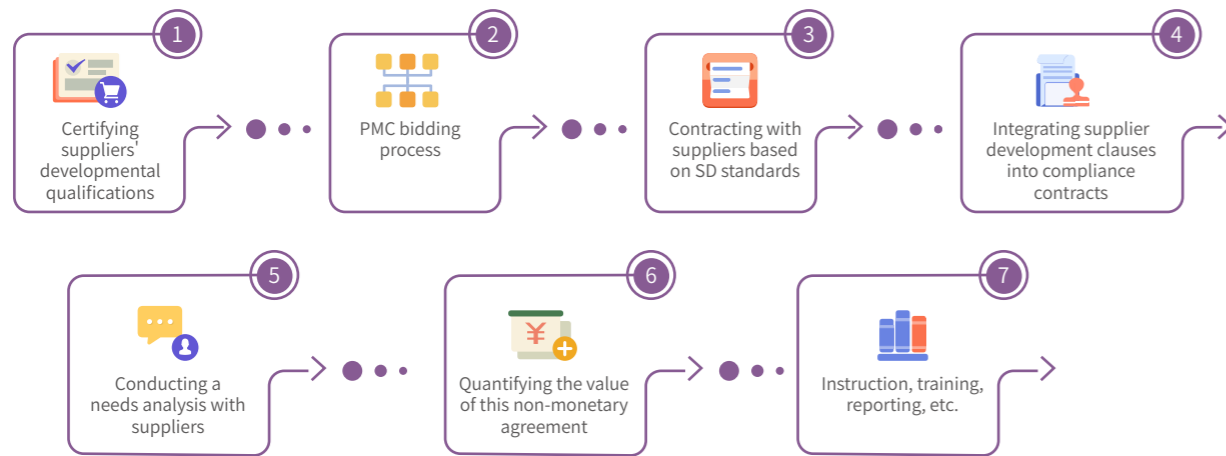 1
Certifying
suppliers'
developmental
qualifications
2
PMC bidding
process
3
Contracting with
suppliers based
on SD standards
4
Integrating supplier
development clauses
into compliance
contracts
5
Conducting a
needs analysis with
suppliers
6
¥
Quantifying the value
of this non-monetary
agreement
7
Instruction, training,
reporting, etc.